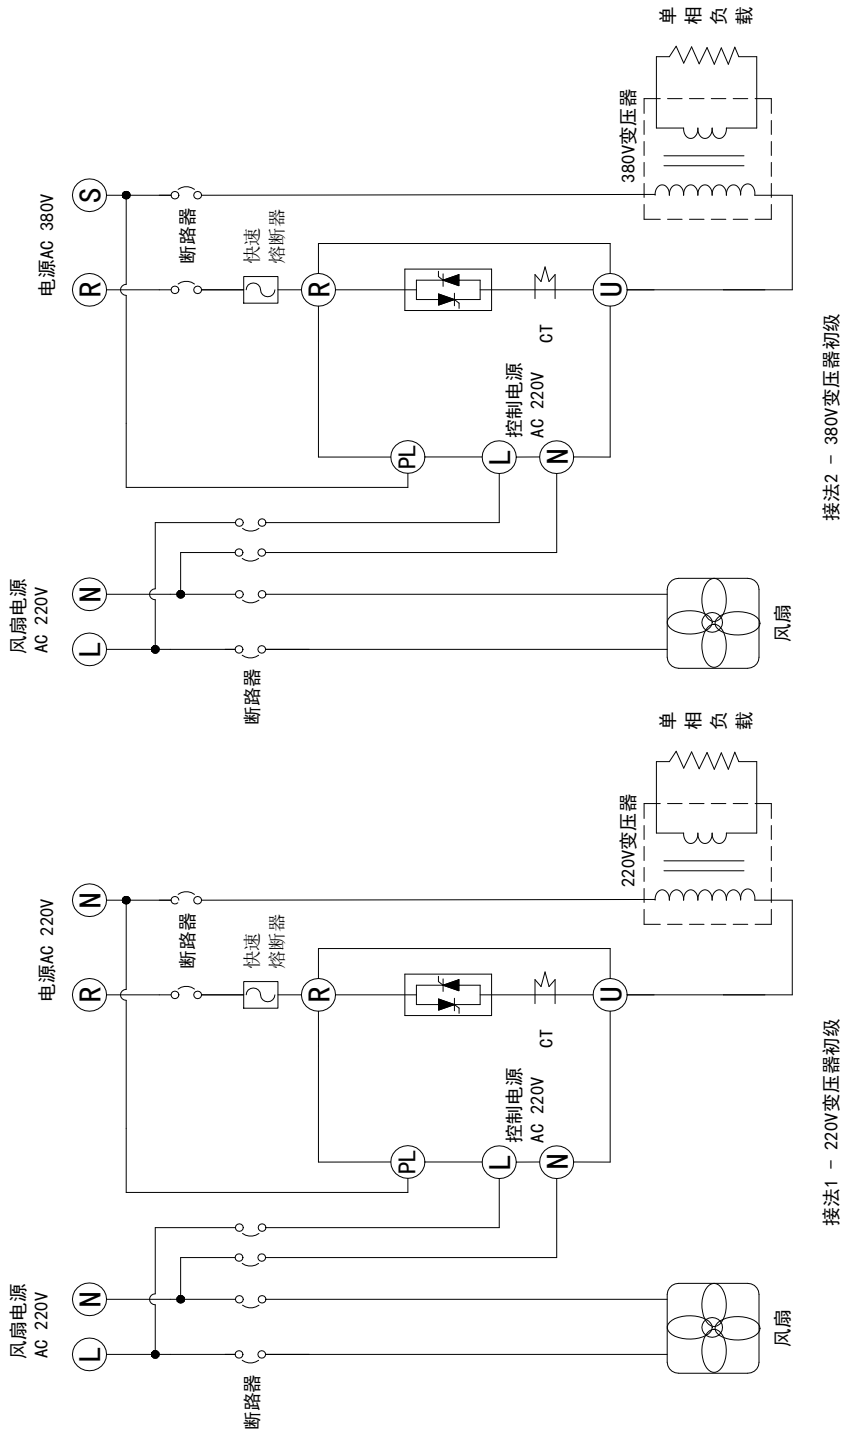 风扇电源
AC 220V
L
N
电源AC 220V
R
N
断路器
断路器
快速
熔断器
R
PL
L
N
控制电源
AC 220V
CT
U
220V变压器
单相负载
风扇
接法1 - 220V变压器初级
风扇电源
AC 220V
L
N
电源AC 380V
R
S
断路器
断路器
快速
熔断器
R
PL
L
N
控制电源
AC 220V
CT
U
380V变压器
单相负载
风扇
接法2 - 380V变压器初级